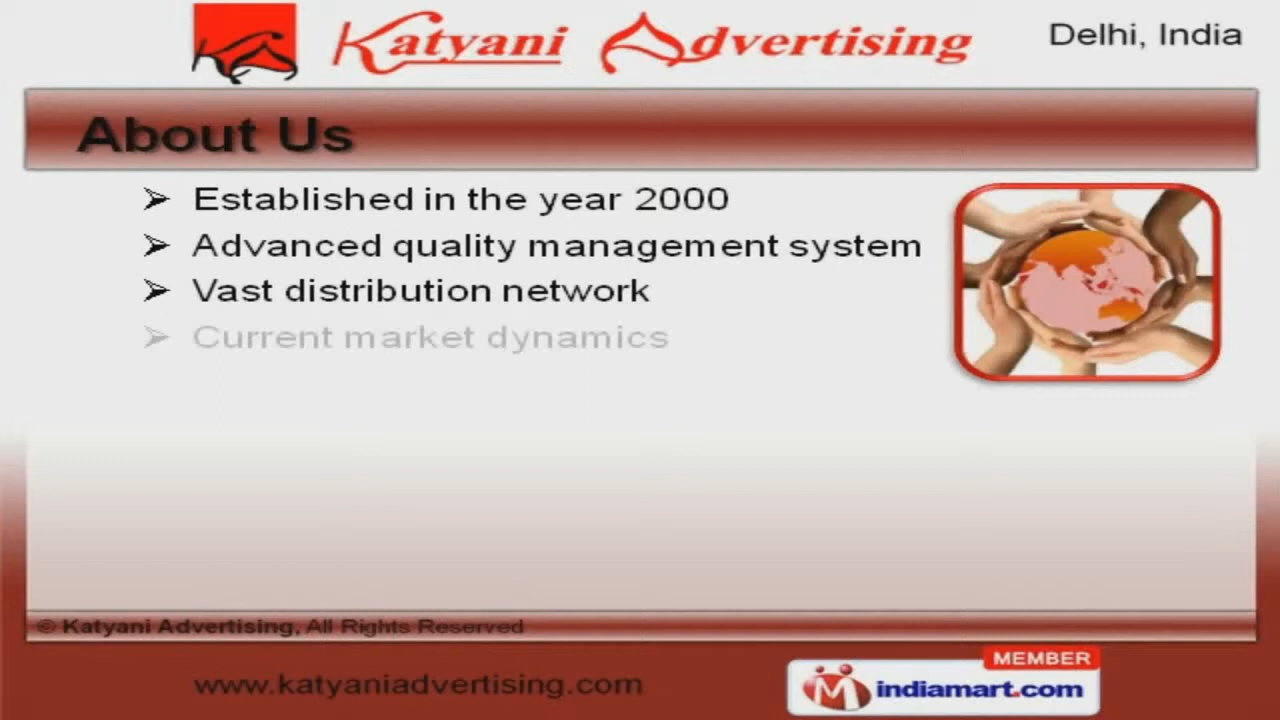 Katyani Advertising
Delhi, India
About Us
Established in the year 2000
Advanced quality management system
Vast distribution network
Current market dynamics
© Katyani Advertising, All Rights Reserved
www.katyaniadvertising.com
MEMBER
indiamart.com